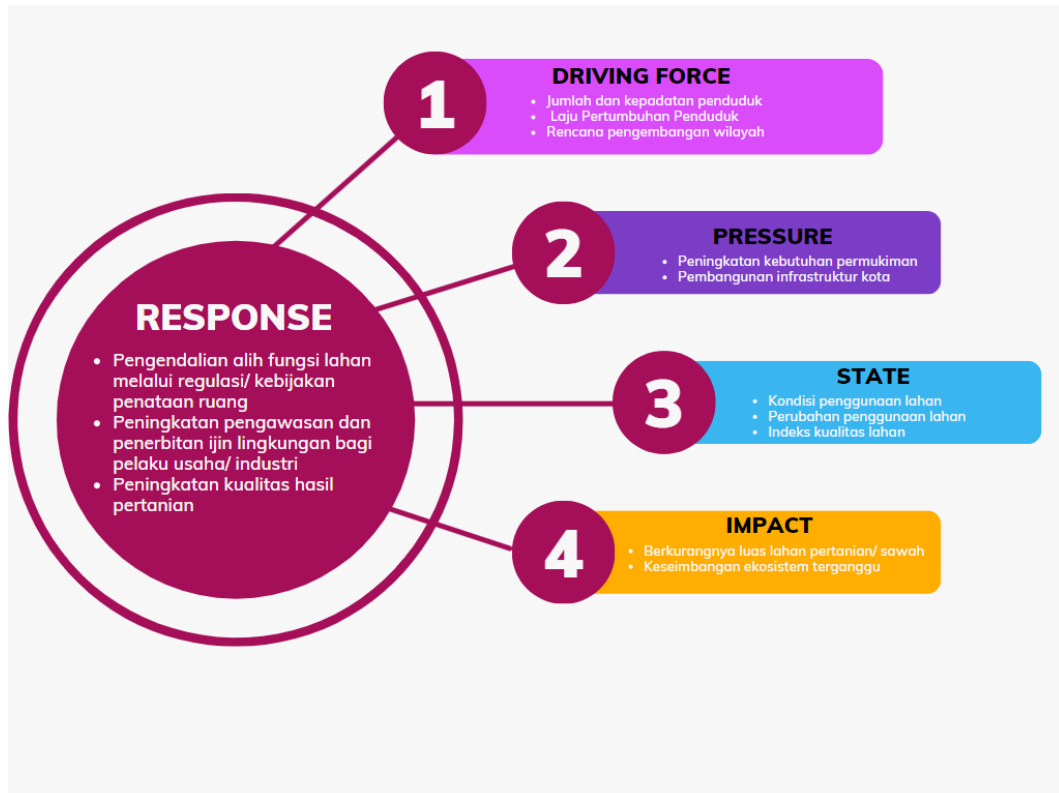 1
DRIVING FORCE
• Jumlah dan kepadatan penduduk
• Laju Pertumbuhan Penduduk
• Rencana pengembangan wilayah
2
PRESSURE
• Peningkatan kebutuhan permukiman
• Pembangunan infrastruktur kota
RESPONSE
• Pengendalian alih fungsi lahan
melalui regulasi/ kebijakan
penataan ruang
• Peningkatan pengawasan dan
penerbitan ijin lingkungan bagi
pelaku usaha/ industri
• Peningkatan kualitas hasil
pertanian
3
STATE
• Kondisi penggunaan lahan
• Perubahan penggunaan lahan
• Indeks kualitas lahan
4
IMPACT
• Berkurangnya luas lahan pertanian/ sawah
• Keseimbangan ekosistem terganggu